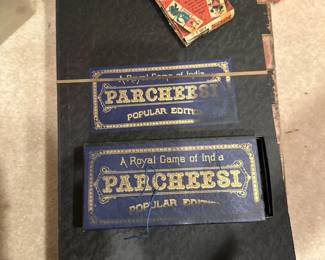 A Royal Game of India
PARCHEESI
POPULAR EDITION
A Royal Game of India
PARCHEESI
POPULAR EDITION